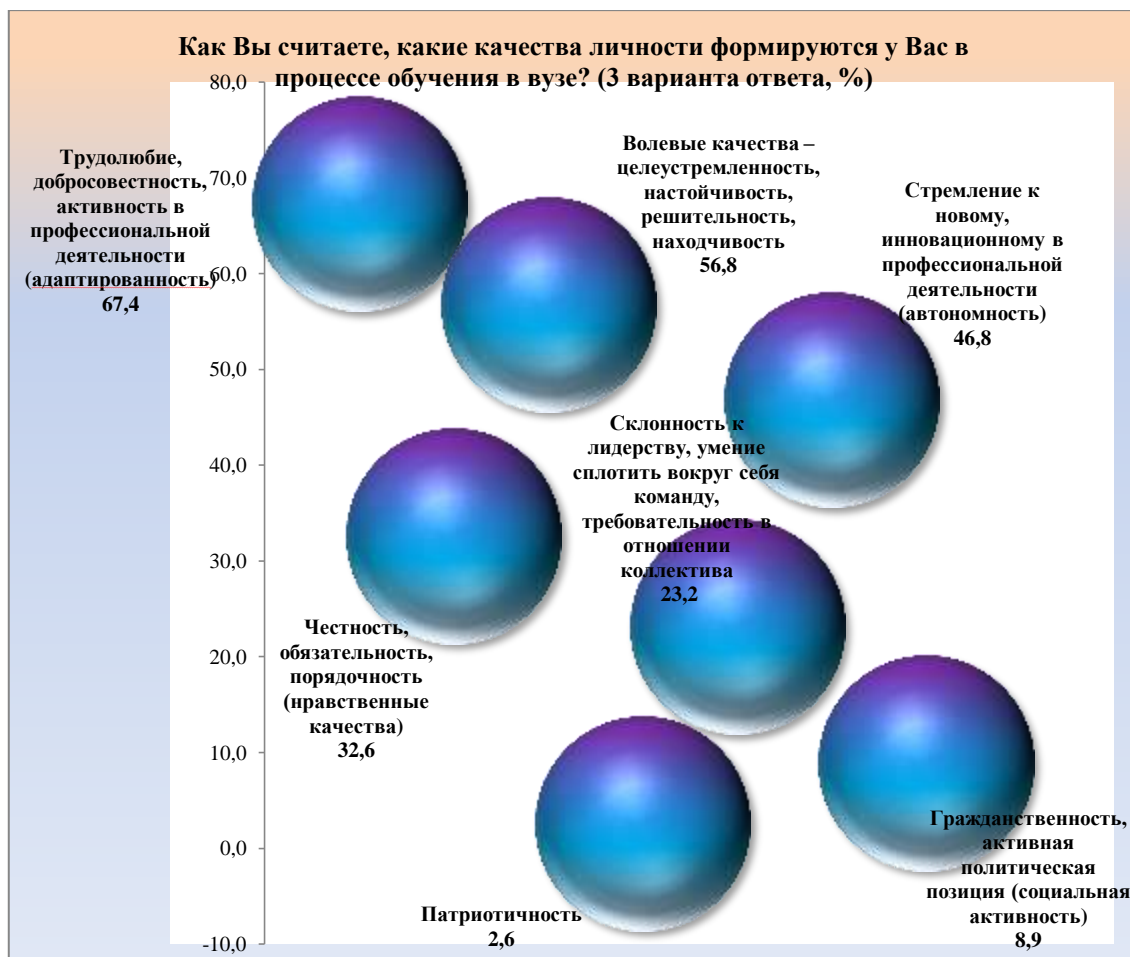 Как Вы считаете, какие качества личности формируются у Вас в
процессе обучения в вузе? (3 варианта ответа, %)
80,0
70,0
60,0
50,0
40,0
30,0
20,0
10,0
0,0
-10,0
Трудолюбие,
добросовестность,
активность в
профессиональной
деятельности
(адаптированность)
67,4
Волевые качества –
целеустремленность,
настойчивость,
решительность,
находчивость
56,8
Стремление к
новому,
инновационному в
профессиональной
деятельности
(автономность)
46,8
Склонность к
лидерству, умение
сплотить вокруг себя
команду,
требовательность в
отношении
коллектива
23,2
Честность,
обязательность,
порядочность
(нравственные
качества)
32,6
Патриотичность
2,6
Гражданственность,
активная
политическая
позиция (социальная
активность)
8,9